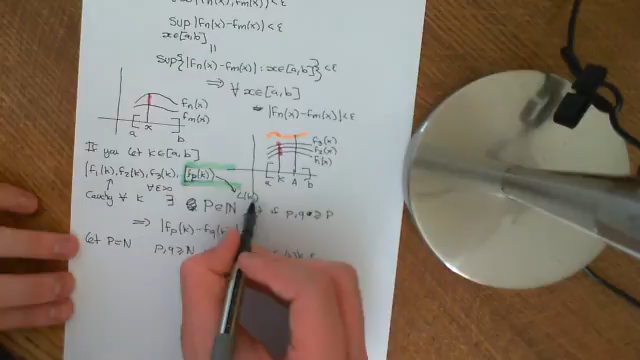 Sup |fn(x)-fm(x)| < ε
x∈[a,b]
||
Sup{|fn(x)-fm(x)| : x∈[a,b]} < ε
⟹ ∀ x∈[a,b]
|fn(x)-fm(x)| < ε
fn(x)
fm(x)
a x b
f3(x)
f2(x)
f1(x)
a K A b
If you let K∈[a,b]
{f1(k), f2(k), f3(k), fp(k)}
∀ε>0
Cauchy ∀ k ∃ P∈N if p,q ≥ P
⟹ |fp(k)-fq(
Let P=N p,q ≥ N